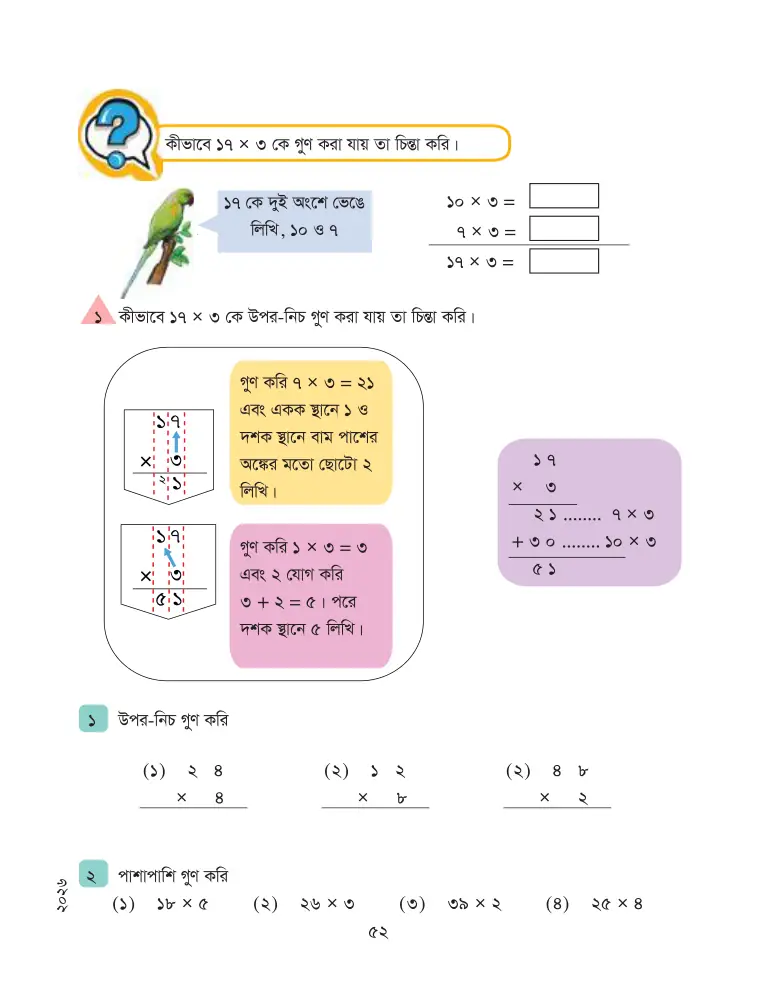 কীভাবে ১৭ × ৩ কে গুণ করা যায় তা চিন্তা করি।
১৭ কে দুই অংশে ভেঙে
লিখি, ১০ ও ৭
১০ × ৩ =
৭ × ৩ =
১৭ × ৩ =
১ কীভাবে ১৭ × ৩ কে উপর-নিচ গুণ করা যায় তা চিন্তা করি।
১৭
× ৩
২ ১
গুণ করি ৭ × ৩ = ২১
এবং একক স্থানে ১ ও
দশক স্থানে বাম পাশের
অঙ্কের মতো ছোটো ২
লিখি।
১৭
× ৩
৫ ১
গুণ করি ১ × ৩ = ৩
এবং ২ যোগ করি
৩ + ২ = ৫। পরে
দশক স্থানে ৫ লিখি।
১ ৭
× ৩
২ ১ ........ ৭ × ৩
+ ৩ ০ ........ ১০ × ৩
৫ ১
১ উপর-নিচ গুণ করি
(১) ২ ৪ (২) ১ ২ (২) ৪ ৮
× ৪ × ৮ × ২
২ পাশাপাশি গুণ করি
(১) ১৮ × ৫ (২) ২৬ × ৩ (৩) ৩৯ × ২ (৪) ২৫ × ৪
৫২
২০২৬